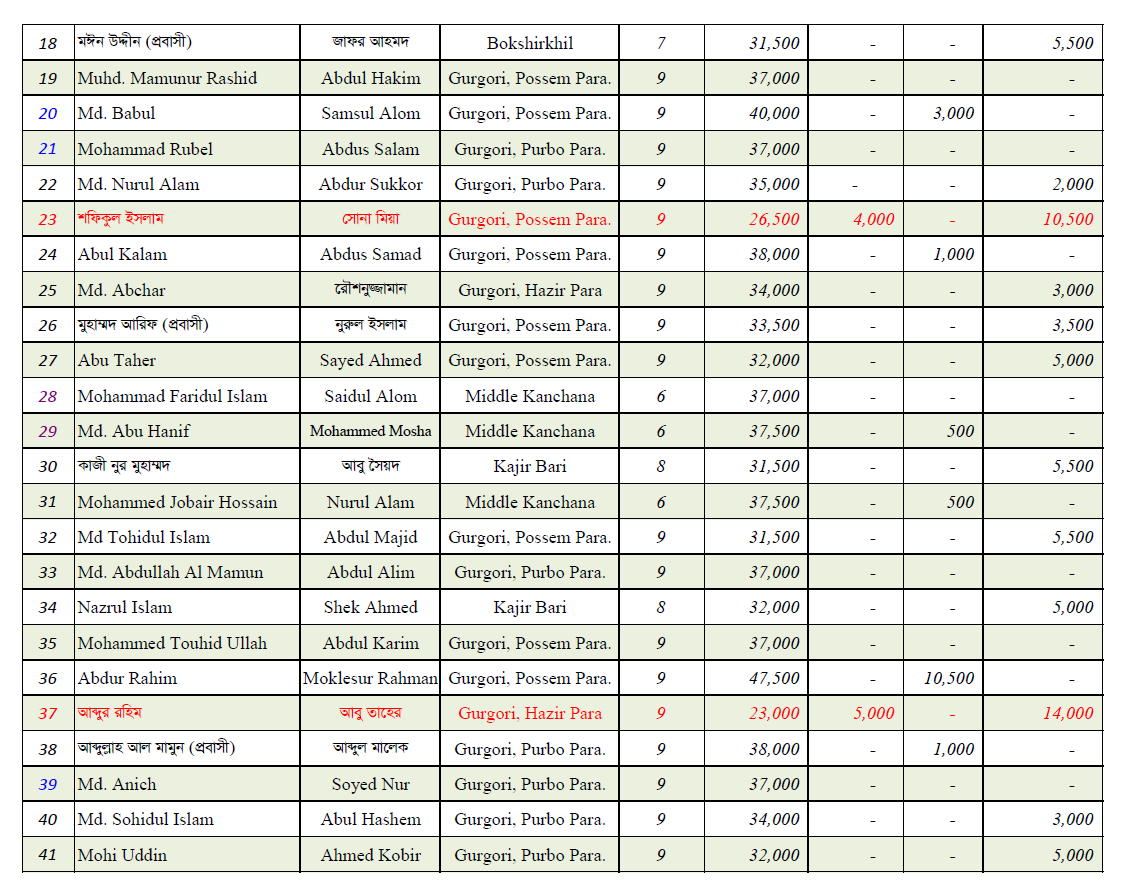 18 মঈন উদ্দীন (প্রবাসী) জাফর আহমদ Bokshirkhil 7 31,500 - - 5,500
19 Muhd. Mamunur Rashid Abdul Hakim Gurgori, Possem Para. 9 37,000 - - -
20 Md. Babul Samsul Alom Gurgori, Possem Para. 9 40,000 - 3,000 -
21 Mohammad Rubel Abdus Salam Gurgori, Purbo Para. 9 37,000 - - -
22 Md. Nurul Alam Abdur Sukkor Gurgori, Purbo Para. 9 35,000 - - 2,000
23 শফিকুল ইসলাম সোনা মিয়া Gurgori, Possem Para. 9 26,500 4,000 - 10,500
24 Abul Kalam Abdus Samad Gurgori, Possem Para. 9 38,000 - 1,000 -
25 Md. Abchar রৌশনুজ্জামান Gurgori, Hazir Para 9 34,000 - - 3,000
26 মুহাম্মদ আরিফ (প্রবাসী) নুরুল ইসলাম Gurgori, Possem Para. 9 33,500 - - 3,500
27 Abu Taher Sayed Ahmed Gurgori, Possem Para. 9 32,000 - - 5,000
28 Mohammad Faridul Islam Saidul Alom Middle Kanchana 6 37,000 - - -
29 Md. Abu Hanif Mohammed Mosha Middle Kanchana 6 37,500 - 500 -
30 কাজী নুর মুহাম্মদ আবু সৈয়দ Kajir Bari 8 31,500 - - 5,500
31 Mohammed Jobair Hossain Nurul Alam Middle Kanchana 6 37,500 - 500 -
32 Md Tohidul Islam Abdul Majid Gurgori, Possem Para. 9 31,500 - - 5,500
33 Md. Abdullah Al Mamun Abdul Alim Gurgori, Purbo Para. 9 37,000 - - -
34 Nazrul Islam Shek Ahmed Kajir Bari 8 32,000 - - 5,000
35 Mohammed Touhid Ullah Abdul Karim Gurgori, Possem Para. 9 37,000 - - -
36 Abdur Rahim Moklesur Rahman Gurgori, Possem Para. 9 47,500 - 10,500 -
37 আব্দুর রহিম আবু তাহের Gurgori, Hazir Para 9 23,000 5,000 - 14,000
38 আব্দুল্লাহ আল মামুন (প্রবাসী) আব্দুল মালেক Gurgori, Purbo Para. 9 38,000 - 1,000 -
39 Md. Anich Soyed Nur Gurgori, Purbo Para. 9 37,000 - - -
40 Md. Sohidul Islam Abul Hashem Gurgori, Purbo Para. 9 34,000 - - 3,000
41 Mohi Uddin Ahmed Kobir Gurgori, Purbo Para. 9 32,000 - - 5,000